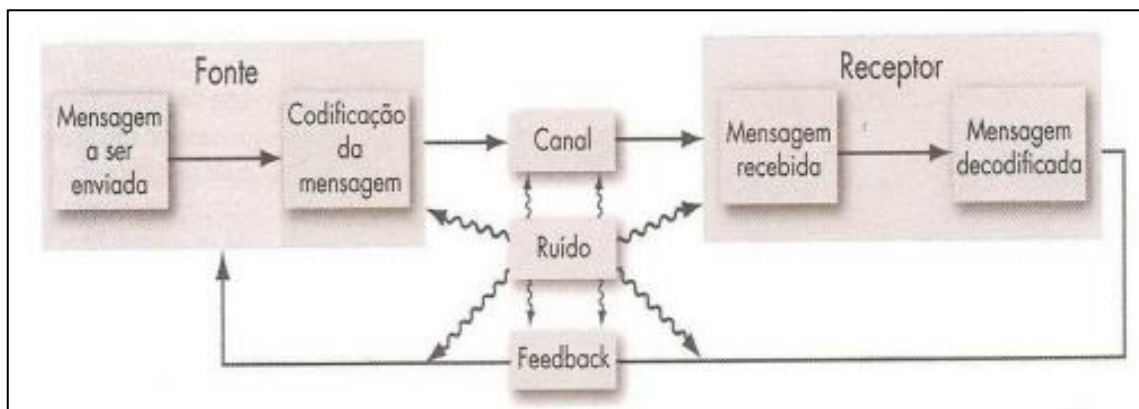 Fonte
Mensagem
a ser
enviada
Codificação
da
mensagem
Canal
Ruído
Feedback
Receptor
Mensagem
recebida
Mensagem
decodificada